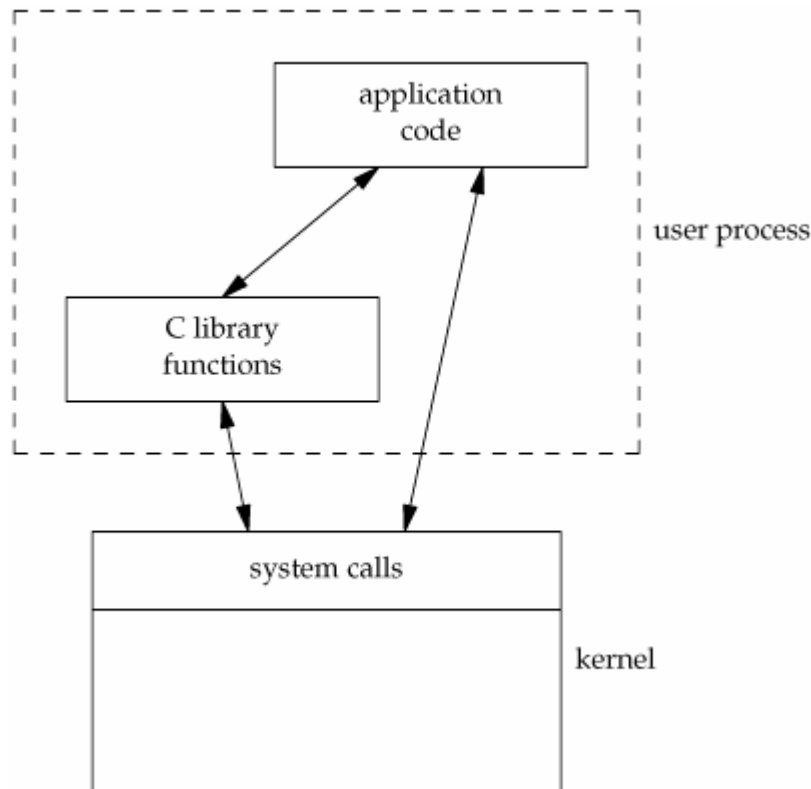 application
code
user process
C library
functions
system calls
kernel